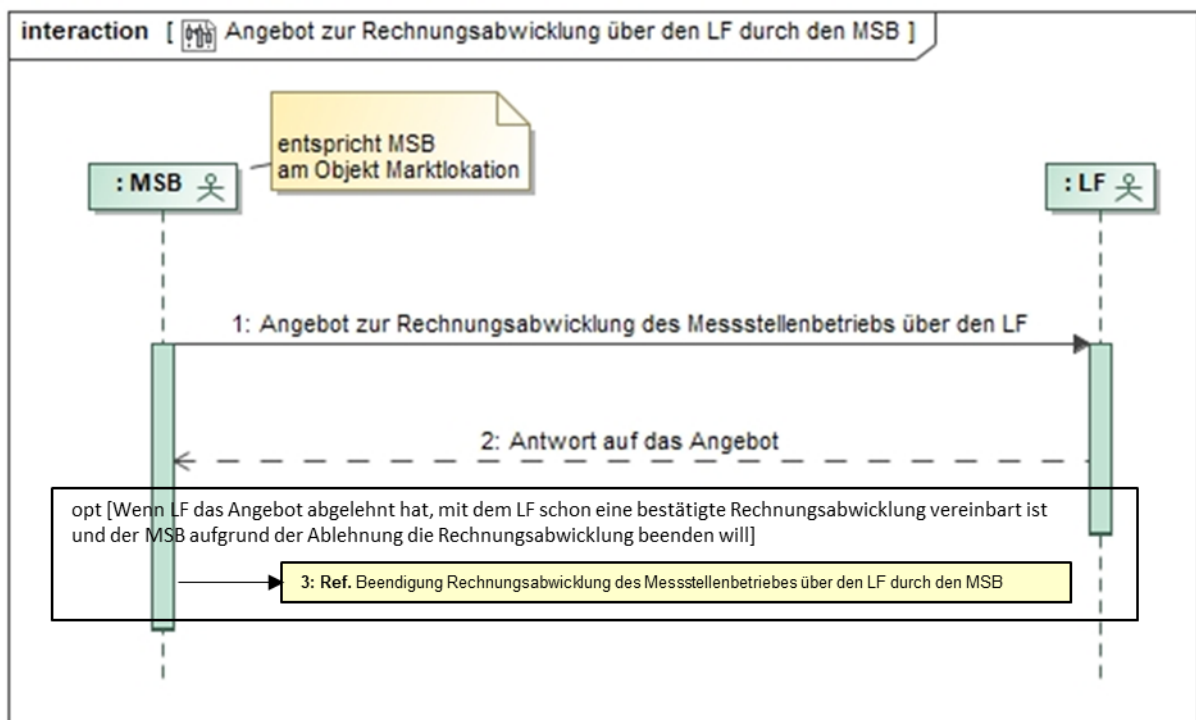 interaction [ Angebot zur Rechnungsabwicklung über den LF durch den MSB ]
entspricht MSB
am Objekt Marktlokation
: MSB
: LF
1: Angebot zur Rechnungsabwicklung des Messstellenbetriebs über den LF
2: Antwort auf das Angebot
opt [Wenn LF das Angebot abgelehnt hat, mit dem LF schon eine bestätigte Rechnungsabwicklung vereinbart ist
und der MSB aufgrund der Ablehnung die Rechnungsabwicklung beenden will]
3: Ref. Beendigung Rechnungsabwicklung des Messstellenbetriebes über den LF durch den MSB